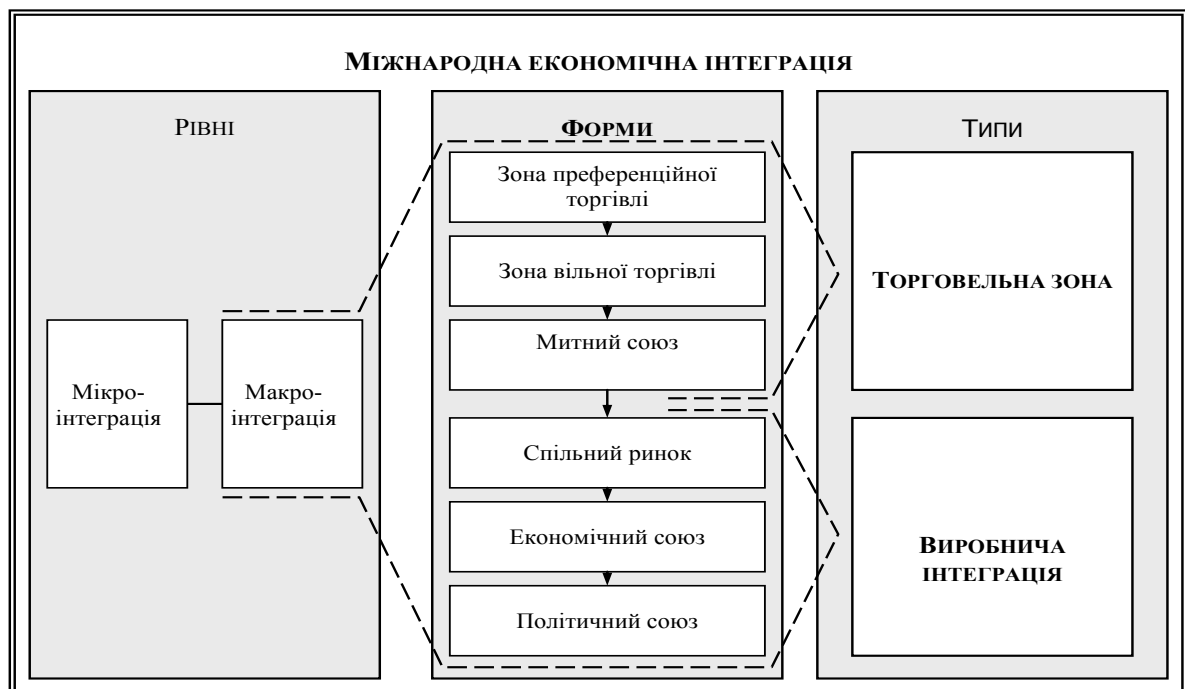 МІЖНАРОДНА ЕКОНОМІЧНА ІНТЕГРАЦІЯ
РІВНІ
Мікро-
інтеграція
Макро-
інтеграція
ФОРМИ
Зона преференційної
торгівлі
Зона вільної торгівлі
Митний союз
Спільний ринок
Економічний союз
Політичний союз
Типи
ТОРГОВЕЛЬНА ЗОНА
ВИРОБНИЧА
ІНТЕГРАЦІЯ